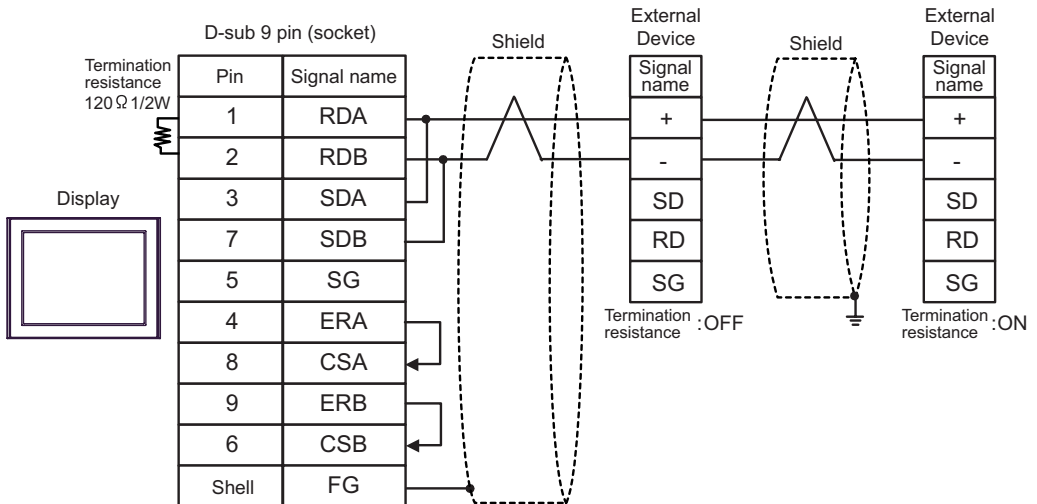 D-sub 9 pin (socket)
Termination
resistance
120Ω 1/2W
Display
Pin Signal name
1 RDA
2 RDB
3 SDA
7 SDB
5 SG
4 ERA
8 CSA
9 ERB
6 CSB
Shell FG
Shield
External
Device
Signal
name
+
-
SD
RD
SG
Termination
resistance :OFF
Shield
External
Device
Signal
name
+
-
SD
RD
SG
Termination
resistance :ON